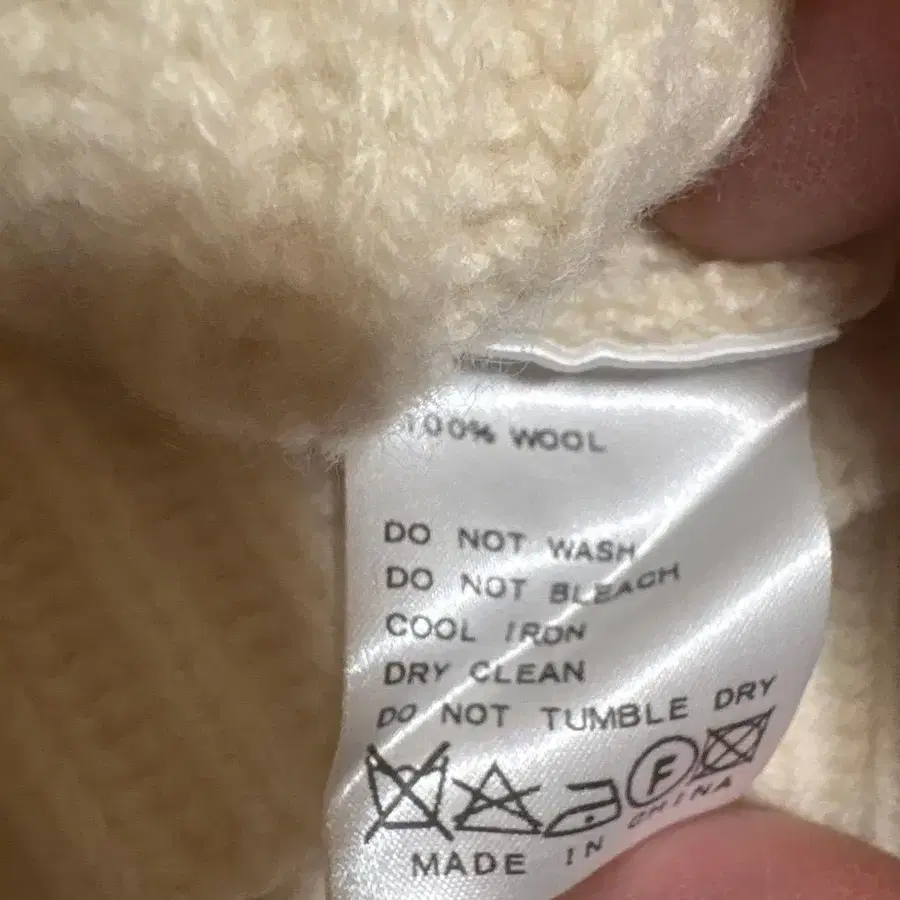 100% WOOL
DO NOT WASH
DO NOT BLEACH
COOL IRON
DRY CLEAN
DO NOT TUMBLE DRY
F
MADE IN CHINA